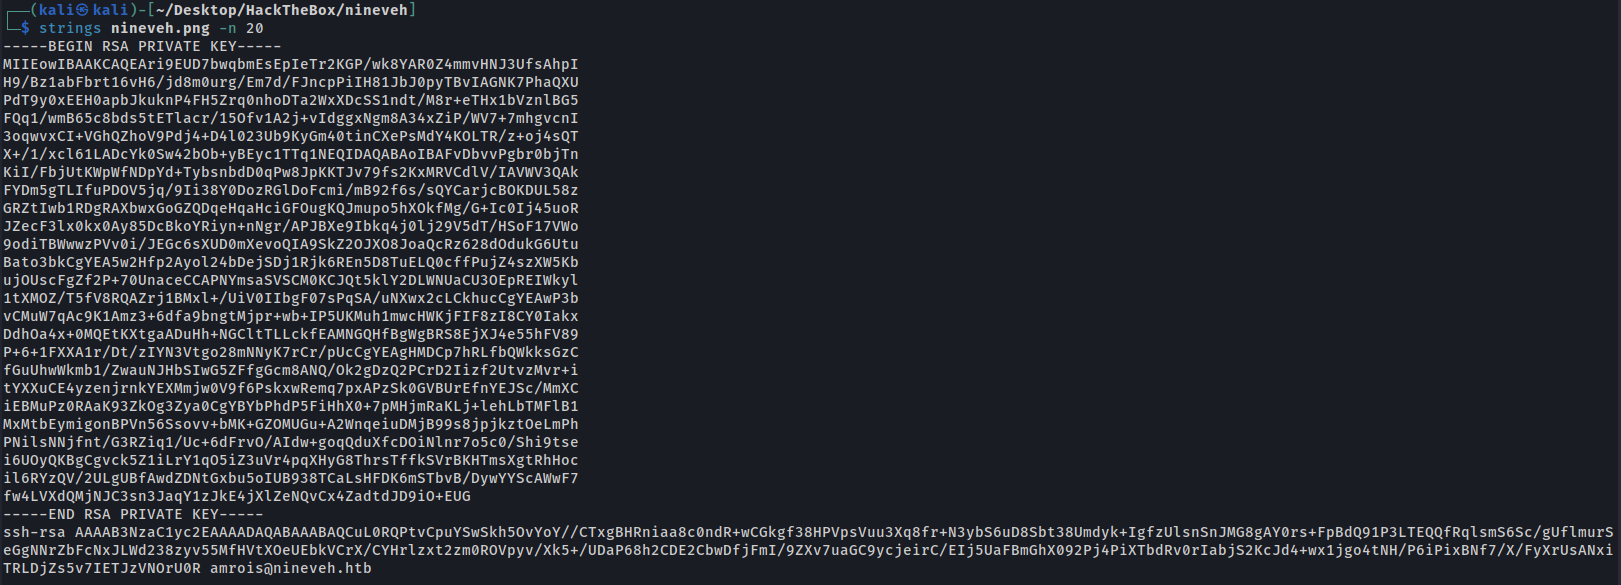 ┌──(kali㉿kali)-[~/Desktop/HackTheBox/nineveh]
└─$ strings nineveh.png -n 20
-----BEGIN RSA PRIVATE KEY-----
MIIEowIBAAKCAQEAri9EUD7bwqbmEsEpIeTr2KGP/wk8YAR0Z4mmvHNJ3UfsAhpI
H9/Bz1abFbrt16vH6/jd8m0urg/Em7d/FJncpPiIH81JbJ0pyTBvIAGNK7PhaQXU
PdT9y0xEEH0apbJkuknP4FH5Zrq0nhoDTa2WxXDcSS1ndt/M8r+eTHx1bVznlBG5
FQq1/wmB65c8bds5tETlacr/15Ofv1A2j+vIdggxNgm8A34xZiP/WV7+7mhgvcnI
3oqwvxCI+VGhQZhoV9Pdj4+D4l023Ub9KyGm40tinCXePsMdY4KOLTR/z+oj4sQT
X+/1/xcl61LADcYk0Sw42bOb+yBEyc1TTq1NEQIDAQABAoIBAFvDbvvPgbr0bjTn
KiI/FbjUtKWpWfNDpYd+TybsnbdD0qPw8JpKKTJv79fs2KxMRVCdlV/IAVWV3QAk
FYDm5gTLIfuPDOV5jq/9Ii38Y0DozRGlDoFcmi/mB92f6s/sQYCarjcBOKDUL58z
GRZtIwb1RDgRAXbwxGoGZQDqeHqaHciGFOugKQJmupo5hXOkfMg/G+Ic0Ij45uoR
JZecF3lx0kx0Ay85DcBkoYRiyn+nNgr/APJBXe9Ibkq4j0lj29V5dT/HSoF17VWo
9odiTBWwwzPVv0i/JEGc6sXUD0mXevoQIA9SkZ2OJXO8JoaQcRz628dOdukG6Utu
Bato3bkCgYEA5w2Hfp2Ayol24bDejSDj1Rjk6REn5D8TuELQ0cffPujZ4szXW5Kb
ujOUscFgZf2P+70UnaceCCAPNYmsaSVSCM0KCJQt5klY2DLWNUaCU3OEpREIWkyl
1tXMOZ/T5fV8RQAZrj1BMxl+/UiV0IIbgF07sPqSA/uNXwx2cLCkhucCgYEAwP3b
vCMuW7qAc9K1Amz3+6dfa9bngtMjpr+wb+IP5UKMuh1mwcHWKjFIF8zI8CY0Iakx
DdhOa4x+0MQEtKXtgaADuHh+NGCltTLLckfEAMNGQHfBgWgBRS8EjXJ4e55hFV89
P+6+1FXXA1r/Dt/zIYN3Vtgo28mNNyK7rCr/pUcCgYEAgHMDCp7hRLfbQWkksGzC
fGuUhwWkmb1/ZwauNJHbSIwG5ZFfgGcm8ANQ/Ok2gDzQ2PCrD2Iizf2UtvzMvr+i
tYXXuCE4yzenjrnkYEXMmjw0V9f6PskxwRemq7pxAPzSk0GVBUrEfnYEJSc/MmXC
iEBMuPz0RAaK93ZkOg3Zya0CgYBYbPhdP5FiHhX0+7pMHjmRaKLj+lehLbTMFlB1
MxMtbEymigonBPVn56Ssovv+bMK+GZOMUGu+A2WnqeiuDMjB99s8jpjkztOeLmPh
PNilsNNjfnt/G3RZiq1/Uc+6dFrvO/AIdw+goqQduXfcDOiNlnr7o5c0/Shi9tse
i6UOyQKBgCgvck5Z1iLrY1qO5iZ3uVr4pqXHyG8ThrsTffkSVrBKHTmsXgtRhHoc
il6RYzQV/2ULgUBfAwdZDNtGxbu5oIUB938TCaLsHFDK6mSTbvB/DywYYScAWwF7
fw4LVXdQMjNJC3sn3JaqY1zJkE4jXlZeNQvCx4ZadtdJD9iO+EUG
-----END RSA PRIVATE KEY-----
ssh-rsa AAAAB3NzaC1yc2EAAAADAQABAAABAQCuL0RQPtvCpuYSwSkh5OvYoY//CTxgBHRniaa8c0ndR+wCGkgf38HPVpsVuu3Xq8fr+N3ybS6uD8Sbt38Umdyk+IgfzUlsnSnJMG8gAY0rs+FpBdQ91P3LTEQQfRqlsmS6Sc/gUflmurS
eGgNNrZbFcNxJLWd238zyv55MfHVtXOeUEbkVCrX/CYHrlzxt2zm0ROVpyv/Xk5+/UDaP68h2CDE2CbwDfjFmI/9ZXv7uaGC9ycjeirC/EIj5UaFBmGhX092Pj4PiXTbdRv0rIabjS2KcJd4+wx1jgo4tNH/P6iPixBNf7/X/FyXrUsANxi
TRLDjZs5v7IETJzVNOrU0R amrois@nineveh.htb